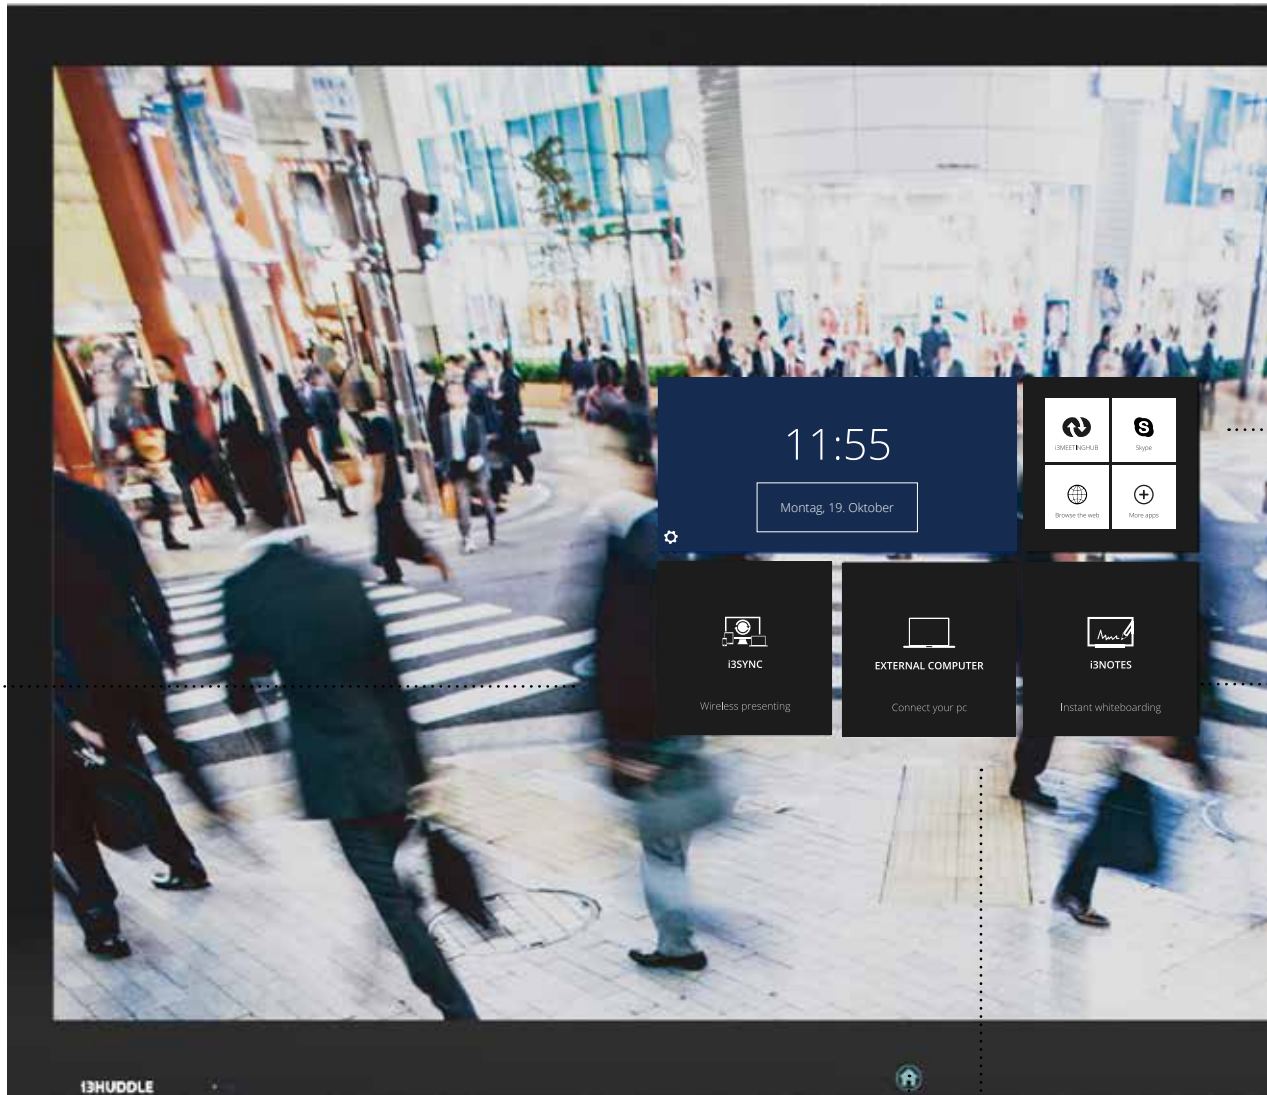 11:55
Montag, 19. Oktober
i3MEETINGHUB
Skype
Browse the web
More apps
i3SYNC
Wireless presenting
EXTERNAL COMPUTER
Connect your pc
i3NOTES
Instant whiteboarding
i3HUDDLE